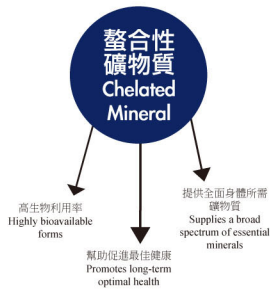 螯合性
礦物質
Chelated
Mineral
高生物利用率
Highly bioavailable
forms
幫助促進最佳健康
Promotes long-term
optimal health
提供全面身體所需
礦物質
Supplies a broad
spectrum of essential
minerals